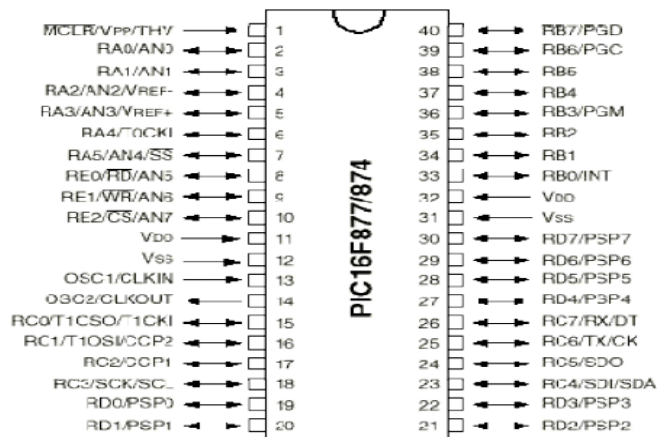 MCLR/VPP/THV 1 40 RB7/PGD
RA0/AN0 2 39 RB6/PGC
RA1/AN1 3 38 RB5
RA2/AN2/VREF- 4 37 RB4
RA3/AN3/VREF+ 5 36 RB3/PGM
RA4/T0CKI 6 35 RB2
RA5/AN4/SS 7 34 RB1
RE0/RD/AN5 8 33 RB0/INT
RE1/WR/AN6 9 32 VDD
RE2/CS/AN7 10 31 VSS
VDD 11 30 RD7/PSP7
VSS 12 29 RD6/PSP6
OSC1/CLKIN 13 28 RD5/PSP5
OSC2/CLKOUT 14 27 RD4/PSP4
RC0/T1OSO/T1CKI 15 26 RC7/RX/DT
RC1/T1OSI/CCP2 16 25 RC6/TX/CK
RC2/CCP1 17 24 RC5/SDO
RC3/SCK/SCL 18 23 RC4/SDI/SDA
RD0/PSP0 19 22 RD3/PSP3
RD1/PSP1 20 21 RD2/PSP2
PIC16F877/874